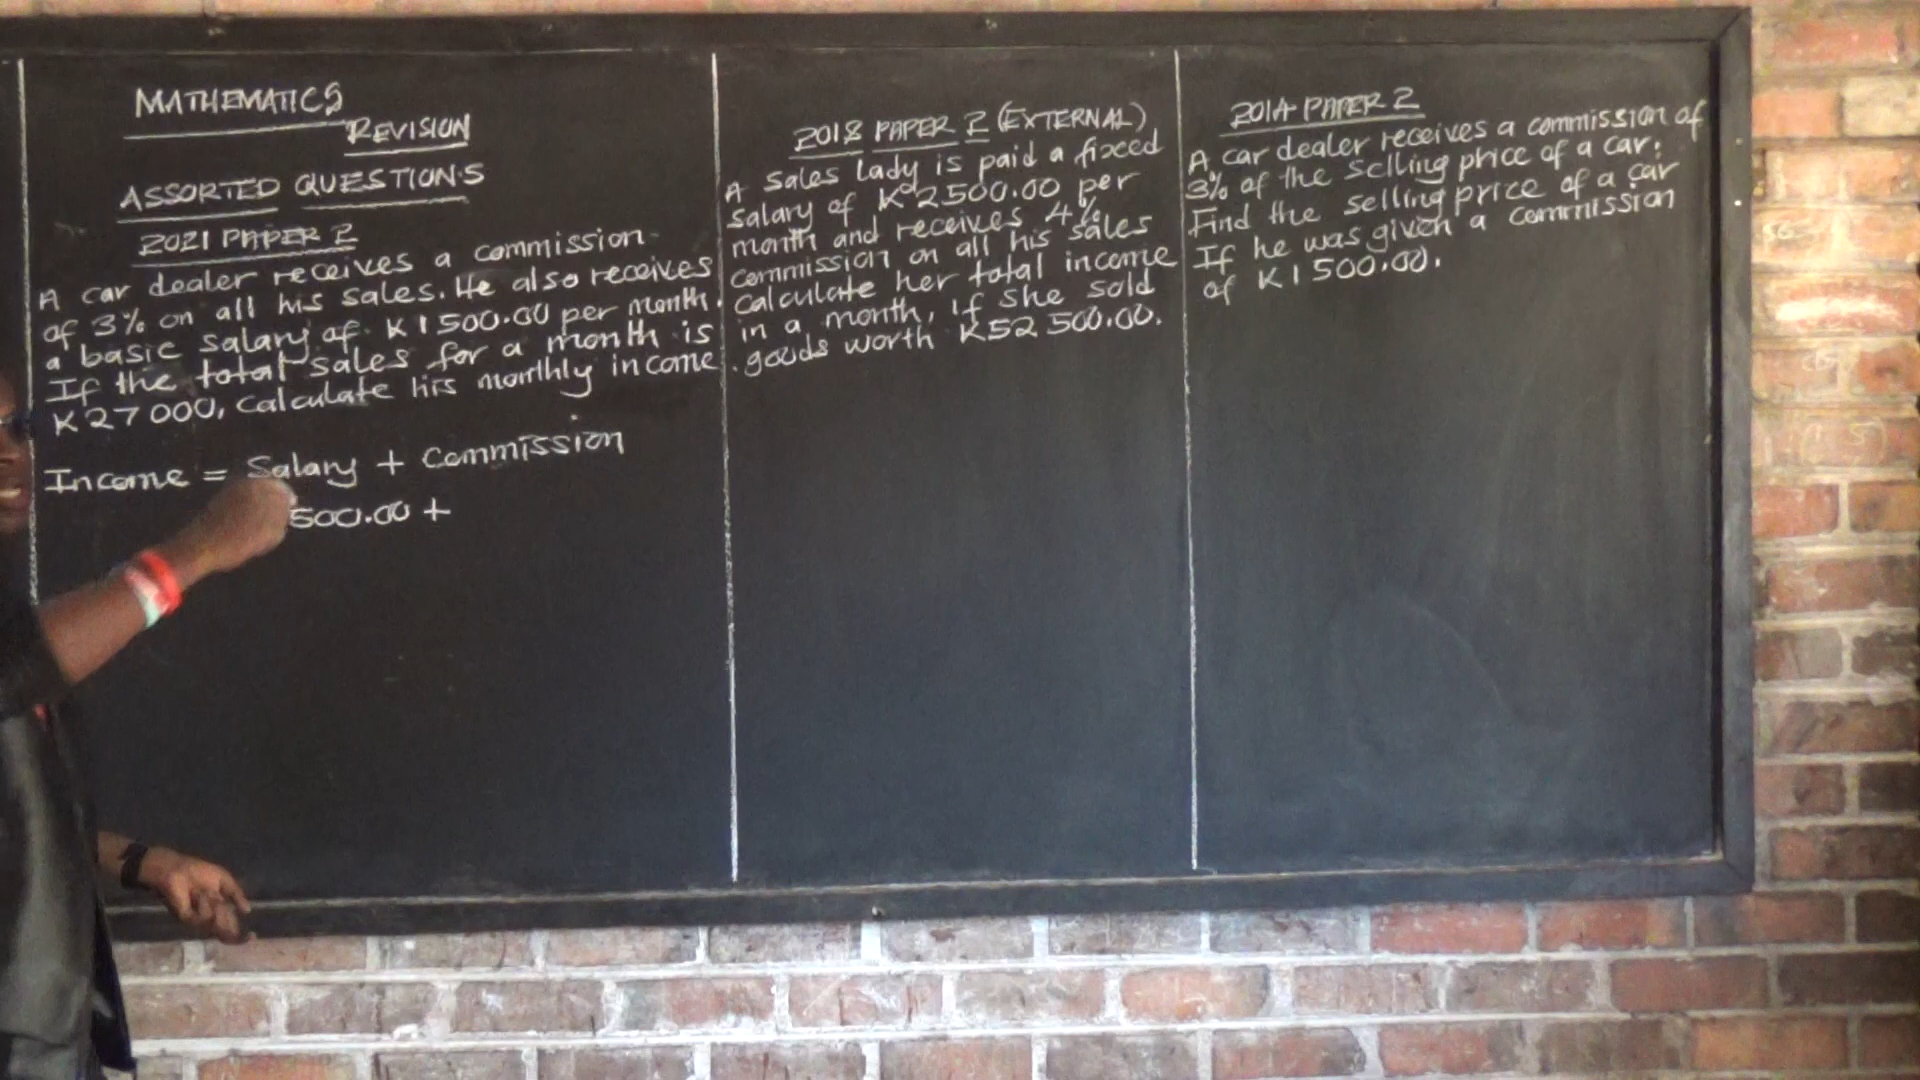 MATHEMATICS
REVISION
ASSORTED QUESTIONS
2021 PAPER 2
A car dealer receives a commission
of 3% on all his sales. He also receives
a basic salary of K1500.00 per month.
If the total sales for a month is
K27000, calculate his monthly income.
Income = Salary + Commission
500.00 +
2018 PAPER 2 (EXTERNAL)
A sales lady is paid a fixed
salary of K2500.00 per
month and receives 4%
commission on all his sales
calculate her total income
in a month, if she sold
goods worth K52 500.00.
2014 PAPER 2
A car dealer receives a commission of
3% of the selling price of a car.
Find the selling price of a car
If he was given a commission
of K1 500.00.